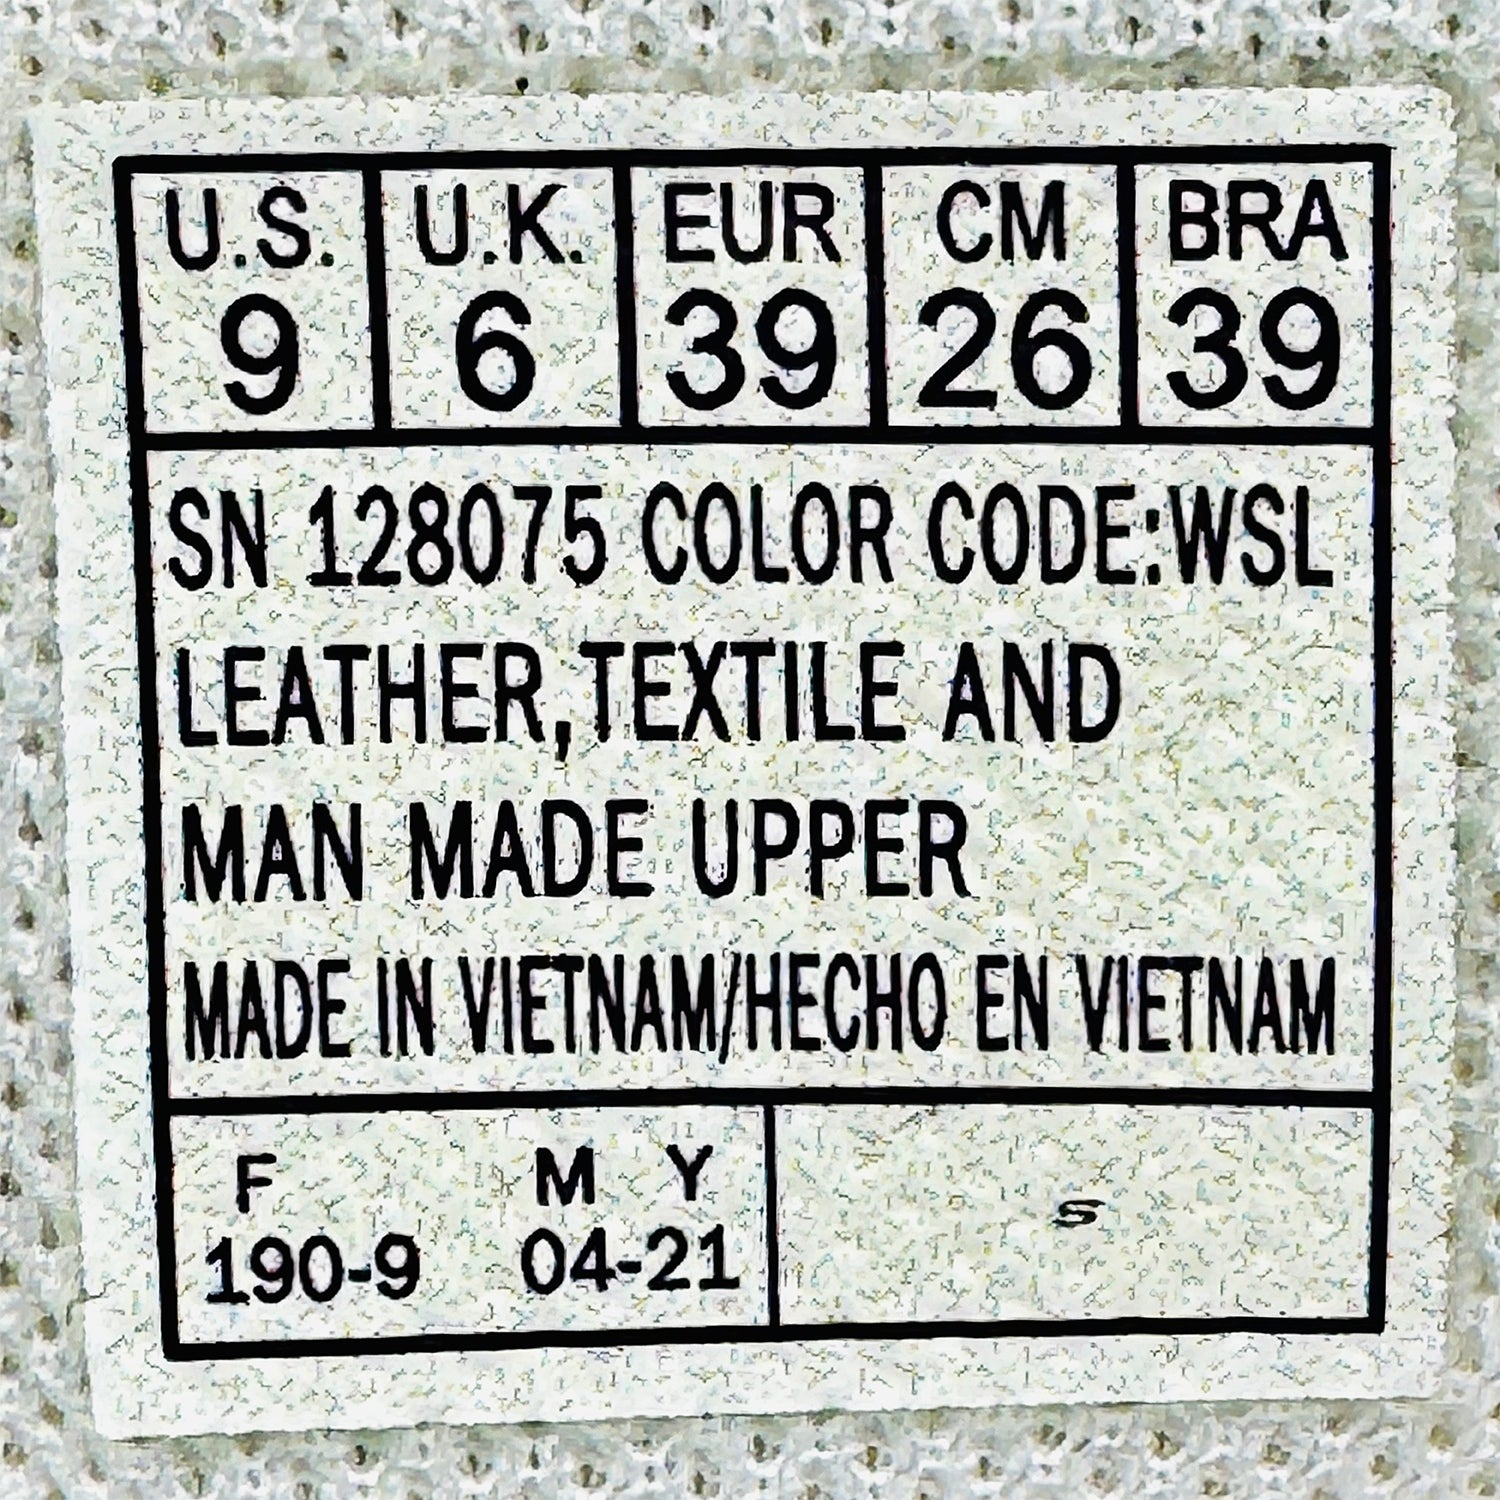 U.S. U.K. EUR CM BRA
9 6 39 26 39
SN 128075 COLOR CODE:WSL
LEATHER,TEXTILE AND
MAN MADE UPPER
MADE IN VIETNAM/HECHO EN VIETNAM
F M Y
190-9 04-21
S